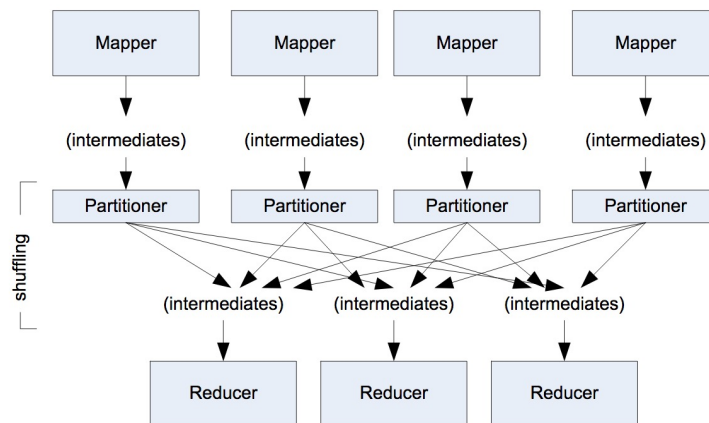 Mapper Mapper Mapper Mapper
(intermediates) (intermediates) (intermediates) (intermediates)
Partitioner Partitioner Partitioner Partitioner
shuffling
(intermediates) (intermediates) (intermediates)
Reducer Reducer Reducer